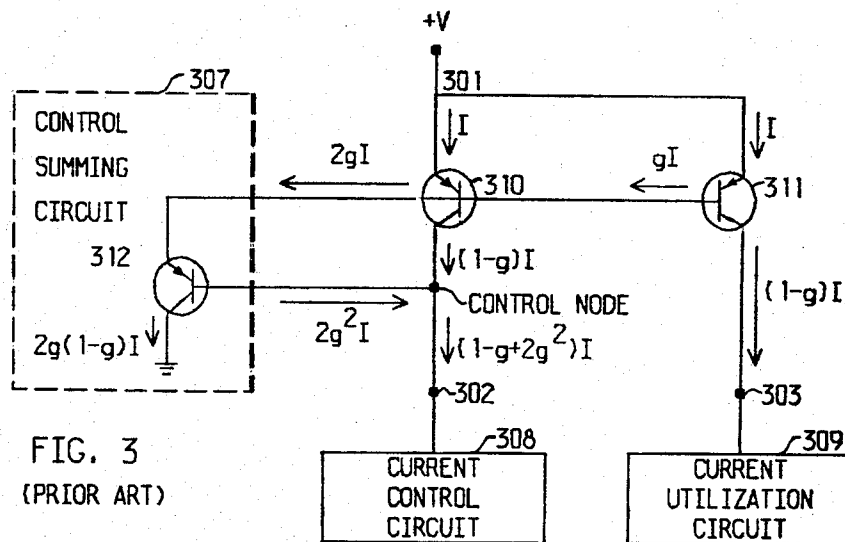 +V
307
301
CONTROL
SUMMING
CIRCUIT
I
I
2gI
gI
310
311
312
(1-g)I
(1-g)I
CONTROL NODE
2g²I
2g(1-g)I
(1-g+2g²)I
302
303
FIG. 3
(PRIOR ART)
308
309
CURRENT
CONTROL
CIRCUIT
CURRENT
UTILIZATION
CIRCUIT